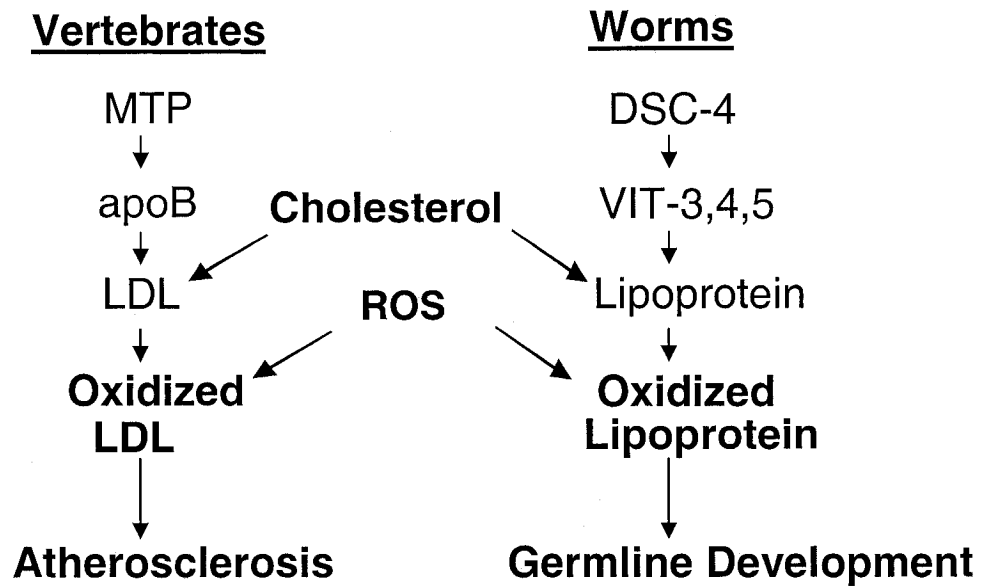 Vertebrates
MTP
apoB
LDL
Oxidized
LDL
Atherosclerosis
Cholesterol
ROS
Worms
DSC-4
VIT-3,4,5
Lipoprotein
Oxidized
Lipoprotein
Germline Development